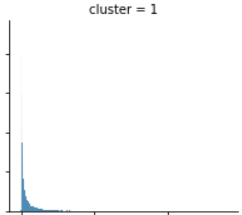 cluster = 1